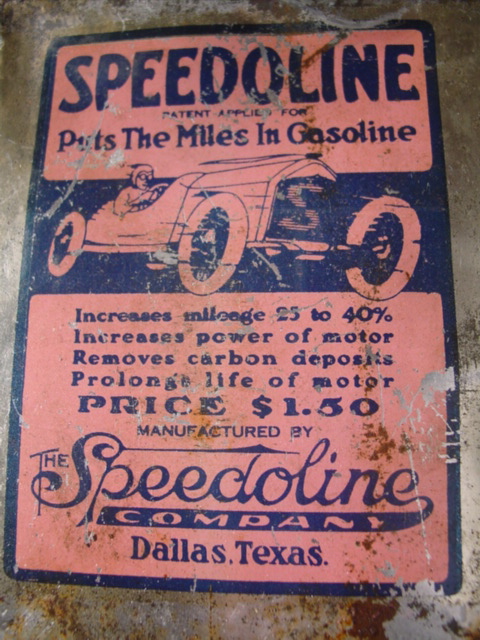 SPEEDOLINE
PATENT APPLIED FOR
Puts The Miles In Gasoline
Increases mileage 25 to 40%
Increases power of motor
Removes carbon deposits
Prolongs life of motor
PRICE $1.50
MANUFACTURED BY
THE Speedoline
COMPANY
Dallas, Texas.